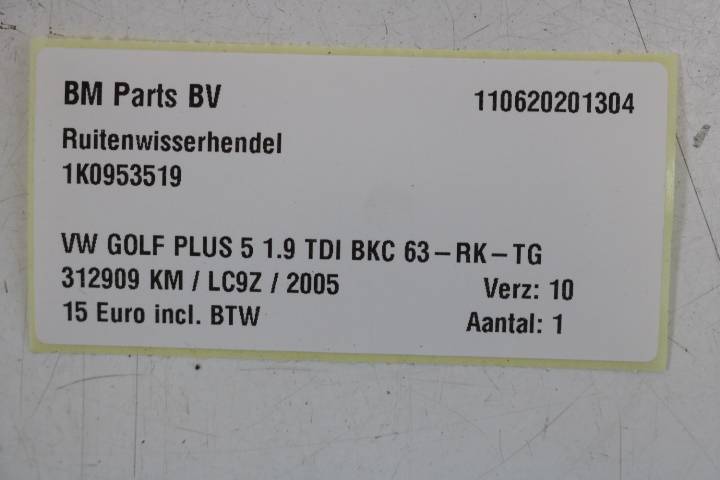 BM Parts BV 110620201304
Ruitenwisserhendel
1K0953519
VW GOLF PLUS 5 1.9 TDI BKC 63-RK-TG
312909 KM / LC9Z / 2005 Verz: 10
15 Euro incl. BTW Aantal: 1